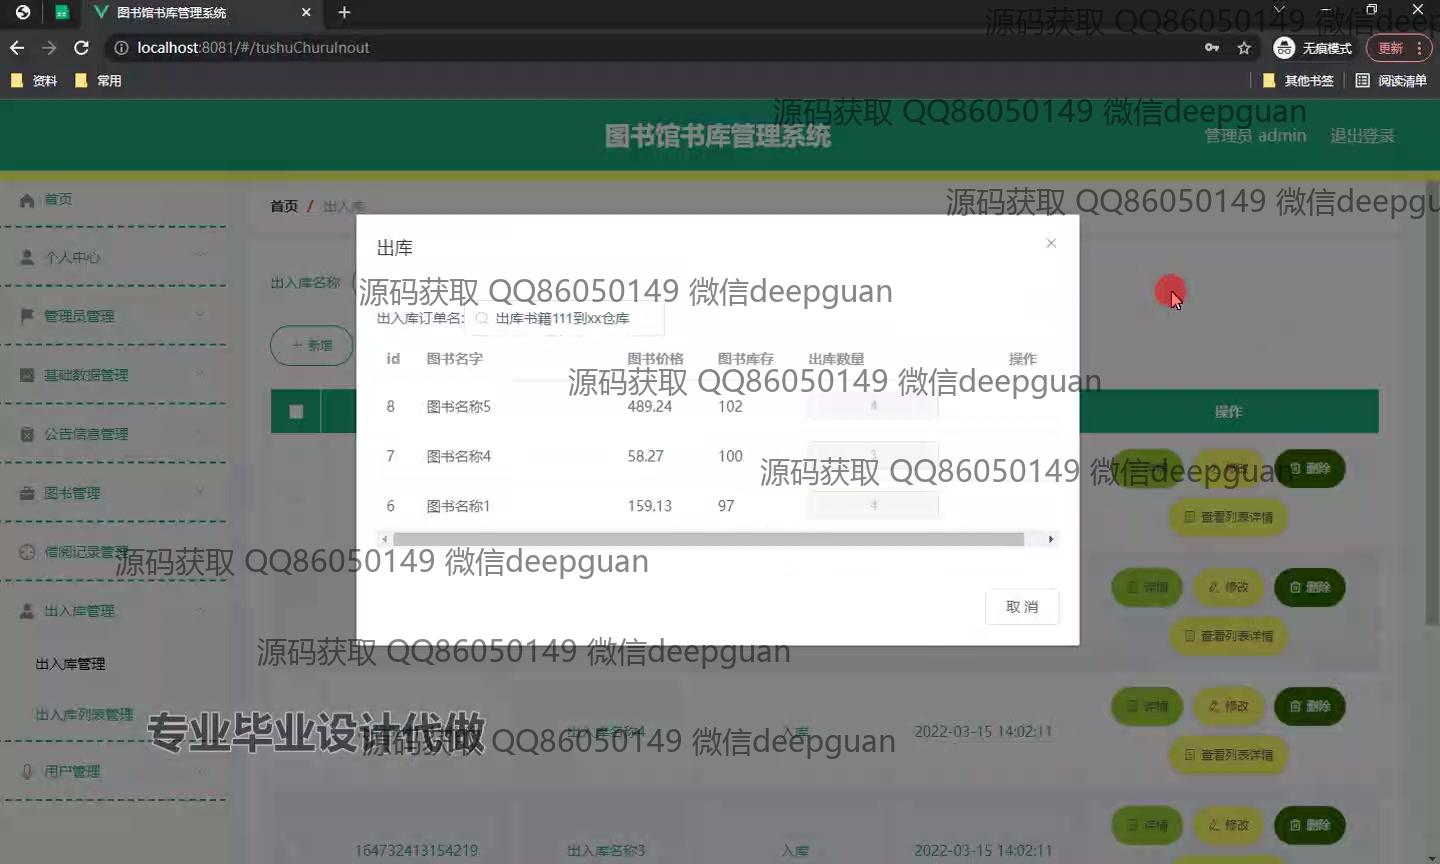 图书馆书库管理系统
源码获取 QQ86050149 微信deep
localhost:8081/#/tushuChuruInout
无痕模式
更新
资料
常用
其他书签
阅读清单
源码获取 QQ86050149 微信deepguan
图书馆书库管理系统
管理员 admin
退出登录
源码获取 QQ86050149 微信deepgu
首页
首页 / 出入库
出库
个人中心
出入库名称
源码获取 QQ86050149 微信deepguan
管理员管理
出入库订单名:
出库书籍111到xx仓库
+ 新增
id 图书名字 图书价格 图书库存 出库数量 操作
基础数据管理
源码获取 QQ86050149 微信deepguan
8 图书名称5 489.24 102 4
操作
公告信息管理
7 图书名称4 58.27 100 3
源码获取 QQ86050149 微信deepguan
详情 修改 删除
图书管理
6 图书名称1 159.13 97 4
查看列表详情
借阅记录管理
源码获取 QQ86050149 微信deepguan
详情 修改 删除
出入库管理
取 消
查看列表详情
源码获取 QQ86050149 微信deepguan
出入库管理
出入库列表管理
详情 修改 删除
专业毕业设计代做
出入库名称4 入库 2022-03-15 14:02:11
源码获取 QQ86050149 微信deepguan
查看列表详情
用户管理
详情 修改 删除
164732413154219 出入库名称3 入库 2022-03-15 14:02:11